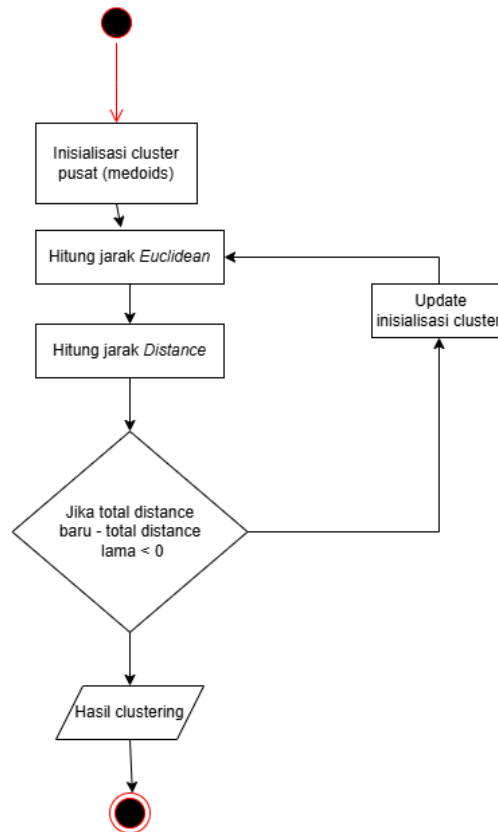 Inisialisasi cluster
pusat (medoids)
Hitung jarak Euclidean
Update
inisialisasi cluster
Hitung jarak Distance
Jika total distance
baru - total distance
lama < 0
Hasil clustering